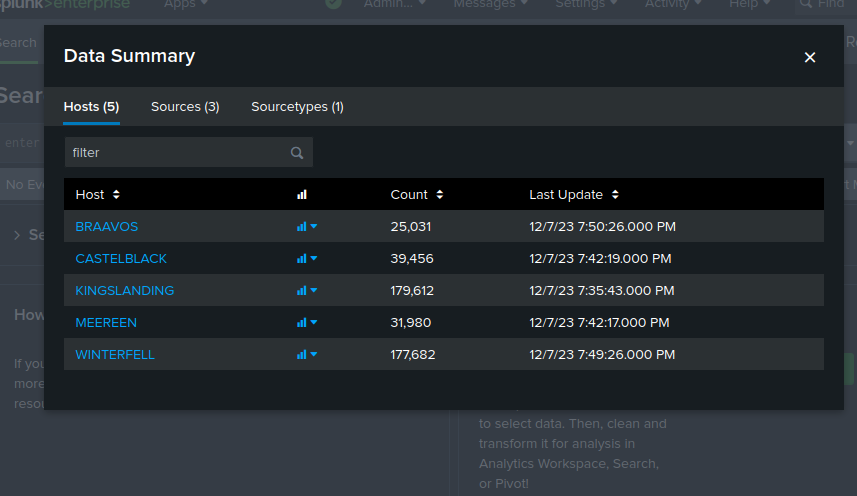 splunk>enterprise Apps Admin... Messages Settings Activity Help Find
Search
Data Summary
Hosts (5) Sources (3) Sourcetypes (1)
filter
Host Count Last Update
BRAAVOS 25,031 12/7/23 7:50:26.000 PM
CASTELBLACK 39,456 12/7/23 7:42:19.000 PM
KINGSLANDING 179,612 12/7/23 7:35:43.000 PM
MEEREEN 31,980 12/7/23 7:42:17.000 PM
WINTERFELL 177,682 12/7/23 7:49:26.000 PM
Sear
enter
No Eve
Se
How
If you
more
resou
to select data. Then, clean and
transform it for analysis in
Analytics Workspace, Search,
or Pivot!